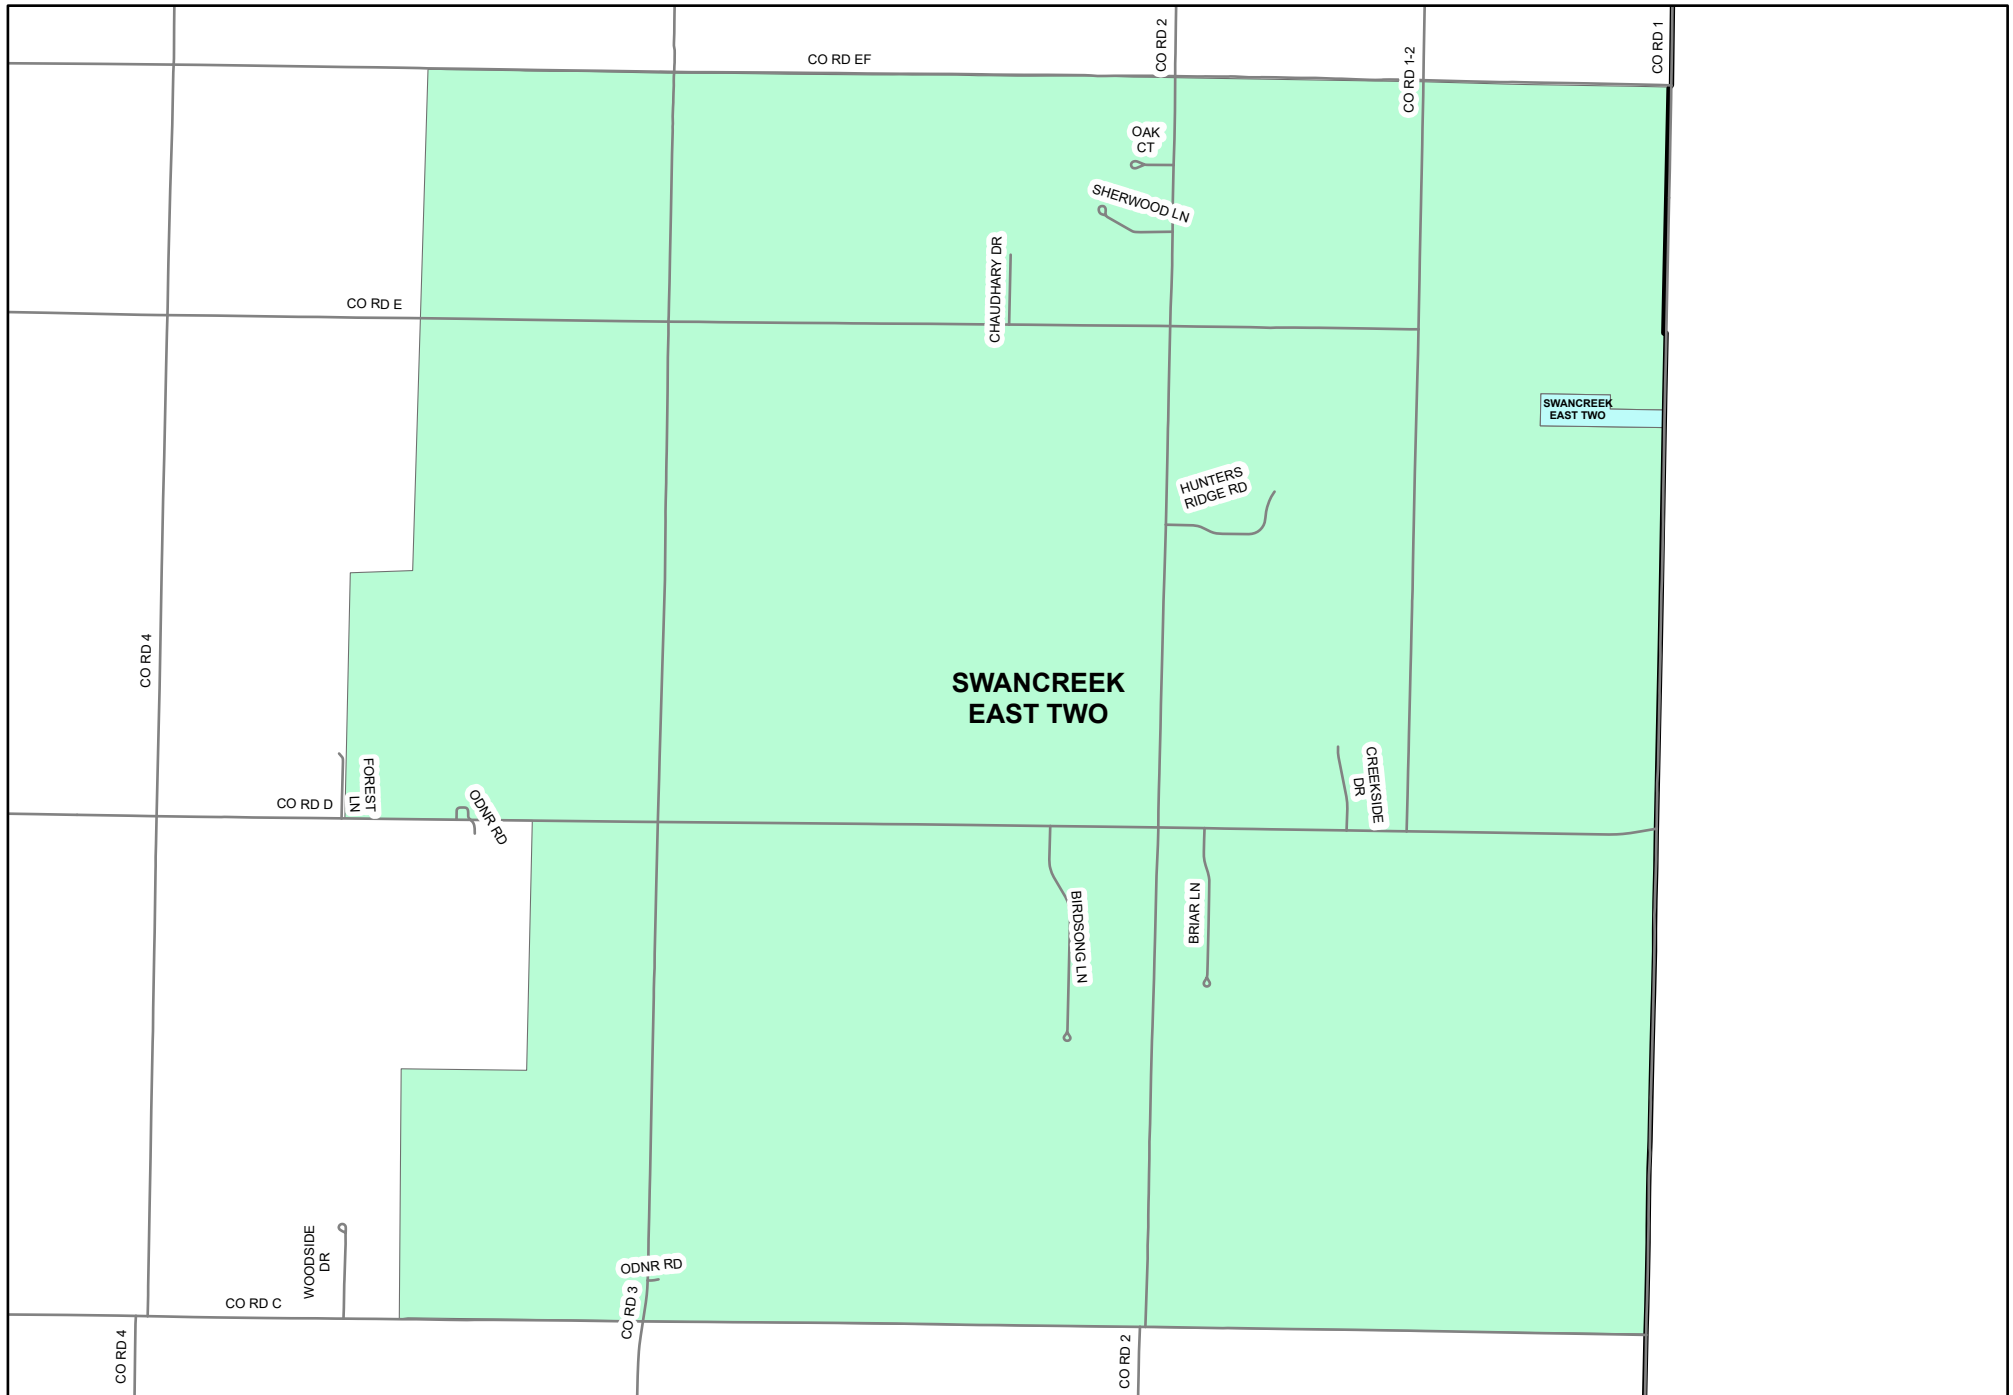 CO RD EF
CO RD 2
CO RD 1-2
CO RD 1
OAK
CT
SHERWOOD LN
CHAUDHARY DR
CO RD E
SWANCREEK
EAST TWO
HUNTERS
RIDGE RD
CO RD 4
SWANCREEK
EAST TWO
FOREST
LN
CO RD D
ODNR RD
CREEKSIDE
DR
BIRDSONG LN
BRIAR LN
WOODSIDE
DR
ODNR RD
CO RD C
CO RD 3
CO RD 4
CO RD 2